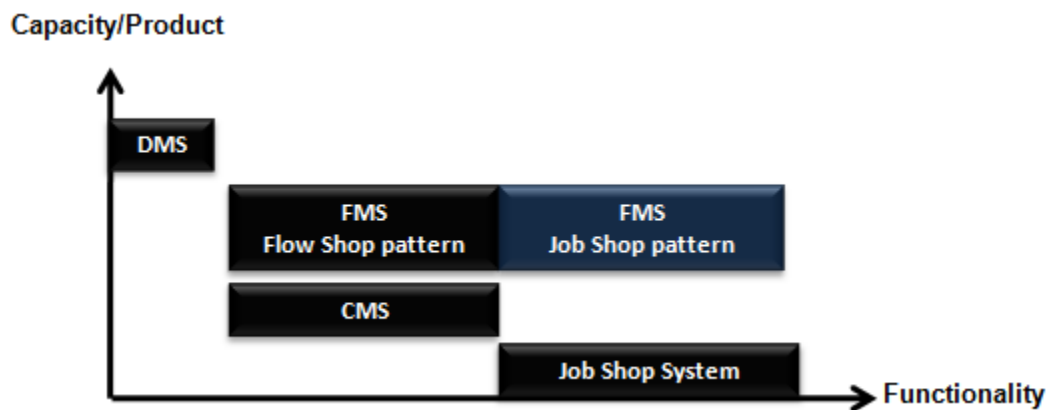 Capacity/Product
DMS
FMS
Flow Shop pattern
FMS
Job Shop pattern
CMS
Job Shop System
Functionality